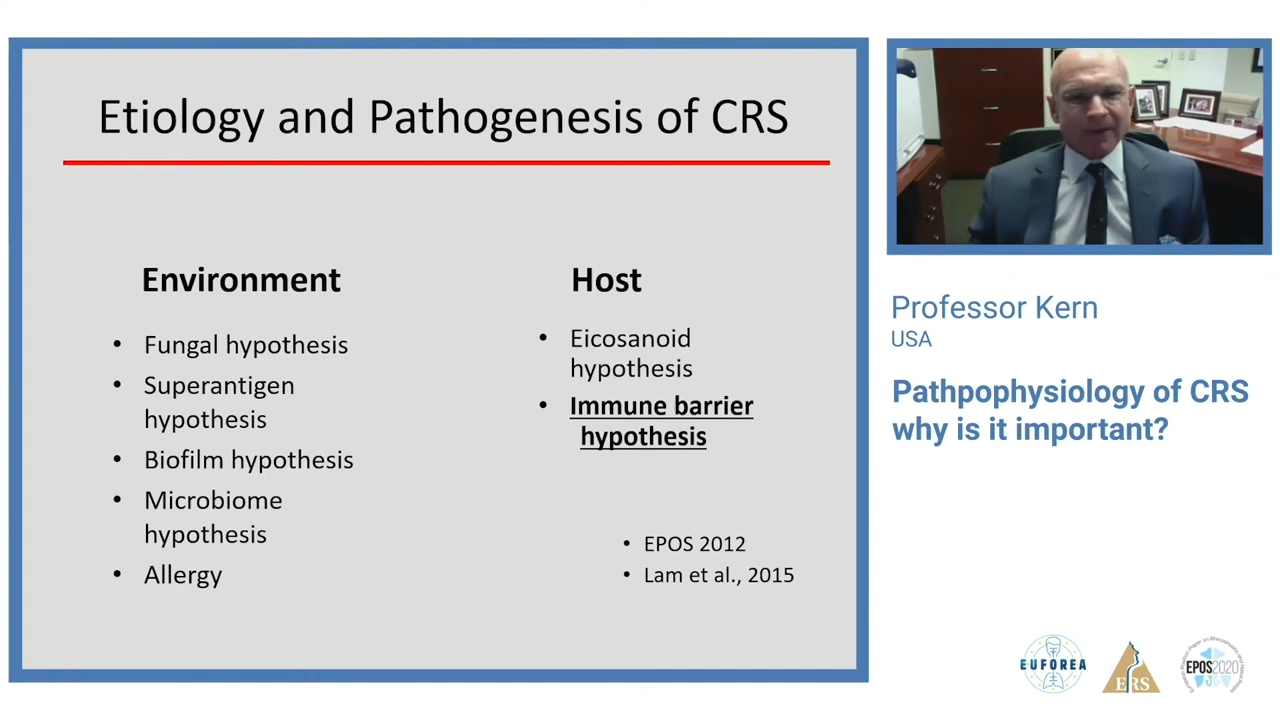 Etiology and Pathogenesis of CRS
Environment
• Fungal hypothesis
• Superantigen
hypothesis
• Biofilm hypothesis
• Microbiome
hypothesis
• Allergy
Host
• Eicosanoid
hypothesis
• Immune barrier
hypothesis
• EPOS 2012
• Lam et al., 2015
Professor Kern
USA
Pathpophysiology of CRS
why is it important?
EUFOREA
ERS
EPOS2020